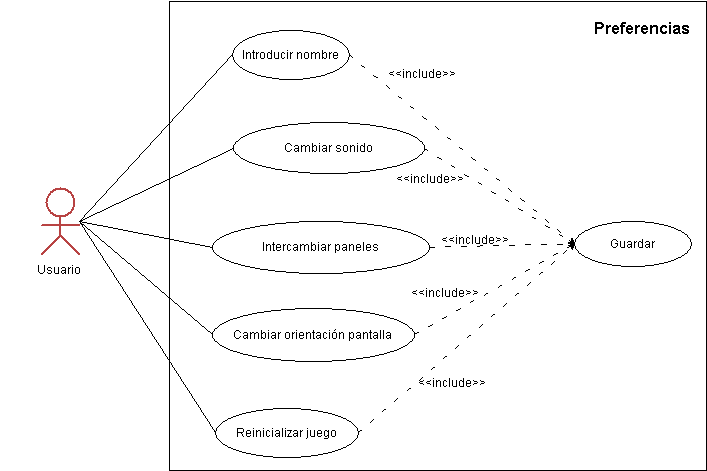 Preferencias
Introducir nombre
<<include>>
Cambiar sonido
<<include>>
Usuario
Intercambiar paneles
<<include>>
Guardar
<<include>>
Cambiar orientación pantalla
<<include>>
Reinicializar juego